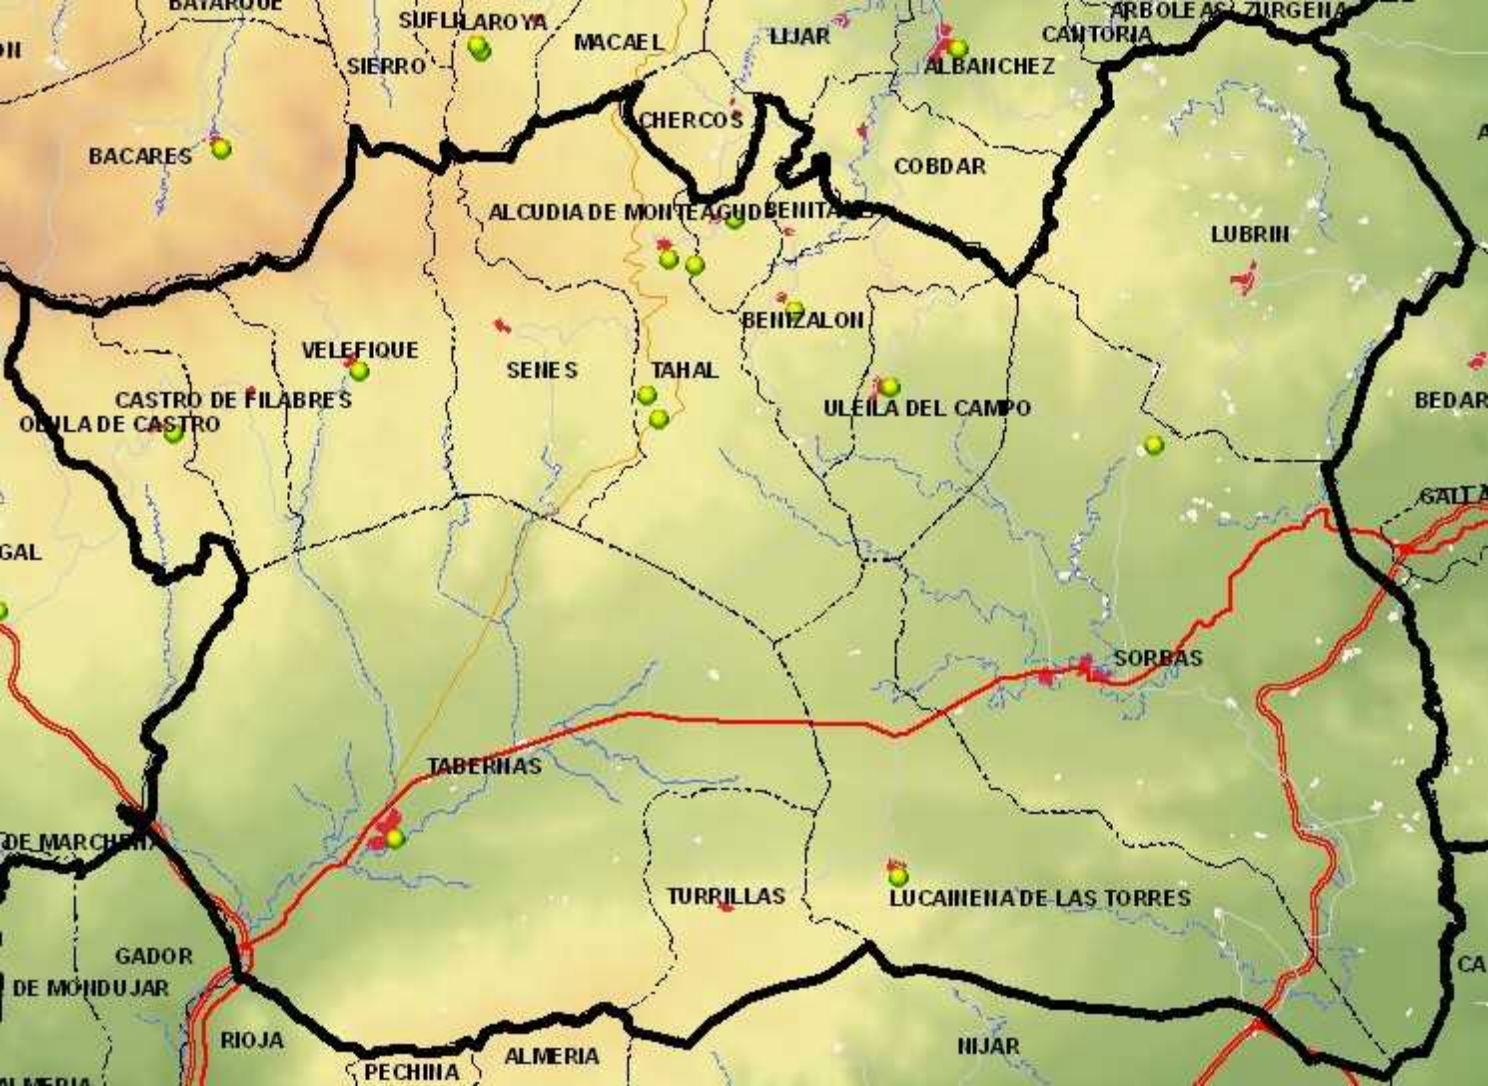 BAYARQUE
LAROYA
MACAEL
LIJAR
ARBOLEAS
ZURGENA
CANTORIA
SIERRO
ALBANCHEZ
CHERCOS
BACARES
COBDAR
ALCUDIA DE MONTEAGUD
LUBRIN
BENIZALON
VELEFIQUE
SENES
TAHAL
CASTRO DE FILABRES
ULEILA DEL CAMPO
BEDAR
OLULA DE CASTRO
GAL
SORBAS
TABERNAS
DE MARCHENA
TURRILLAS
LUCAINENA DE LAS TORRES
GADOR
CA
DE MONDUJAR
RIOJA
ALMERIA
NIJAR
PECHINA
ALMERIA